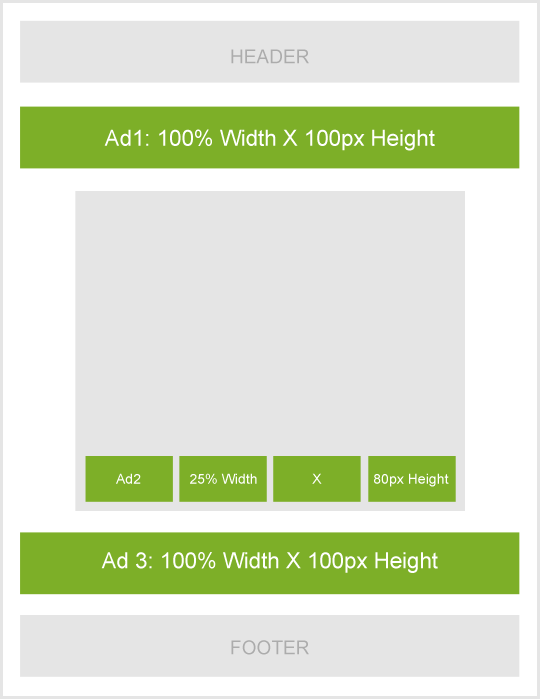 HEADER
Ad1: 100% Width X 100px Height
Ad2 25% Width X 80px Height
Ad 3: 100% Width X 100px Height
FOOTER